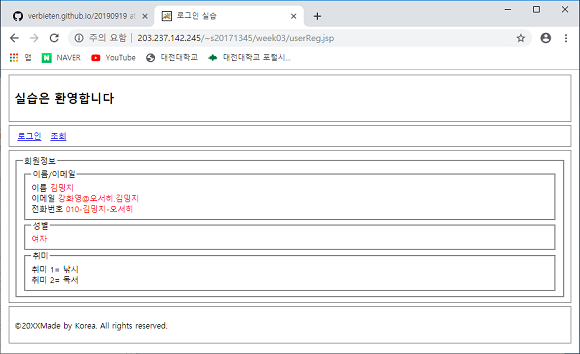 verbleten.github.io/20190919 at
로그인 실습
주의 요함 | 203.237.142.245/~s20171345/week03/userReg.jsp
앱 NAVER YouTube 대전대학교 대전대학교 포털시...
실습은 환영합니다
로그인 조회
회원정보
이름/이메일
이름 김밍지
이메일 강화영@오서히.김밍지
전화번호 010-김밍지-오서히
성별
여자
취미
취미 1= 낚시
취미 2= 독서
©20XXMade by Korea. All rights reserved.